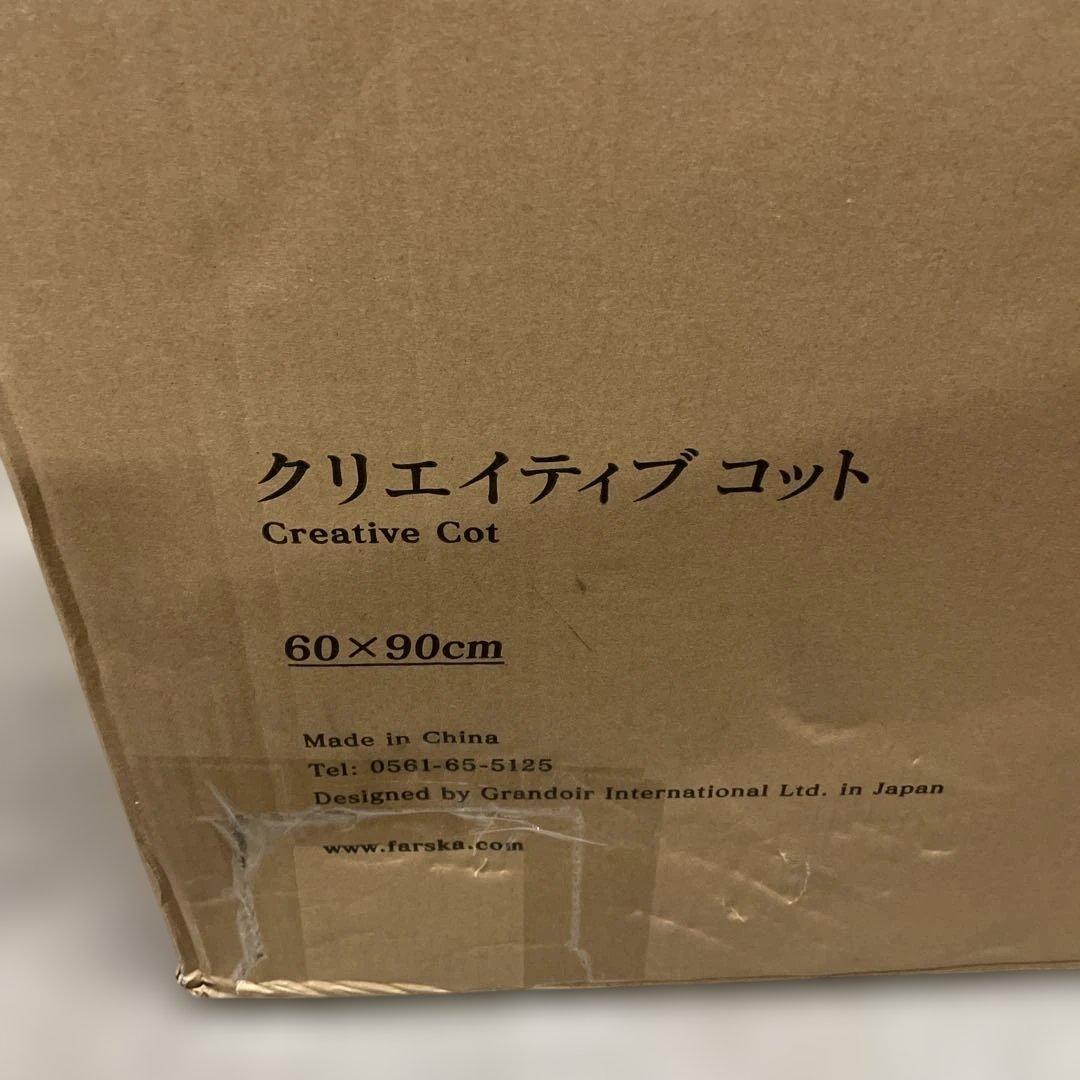 クリエイティブ コット
Creative Cot
60×90cm
Made in China
Tel: 0561-65-5125
Designed by Grandoir International Ltd. in Japan
www.farska.com